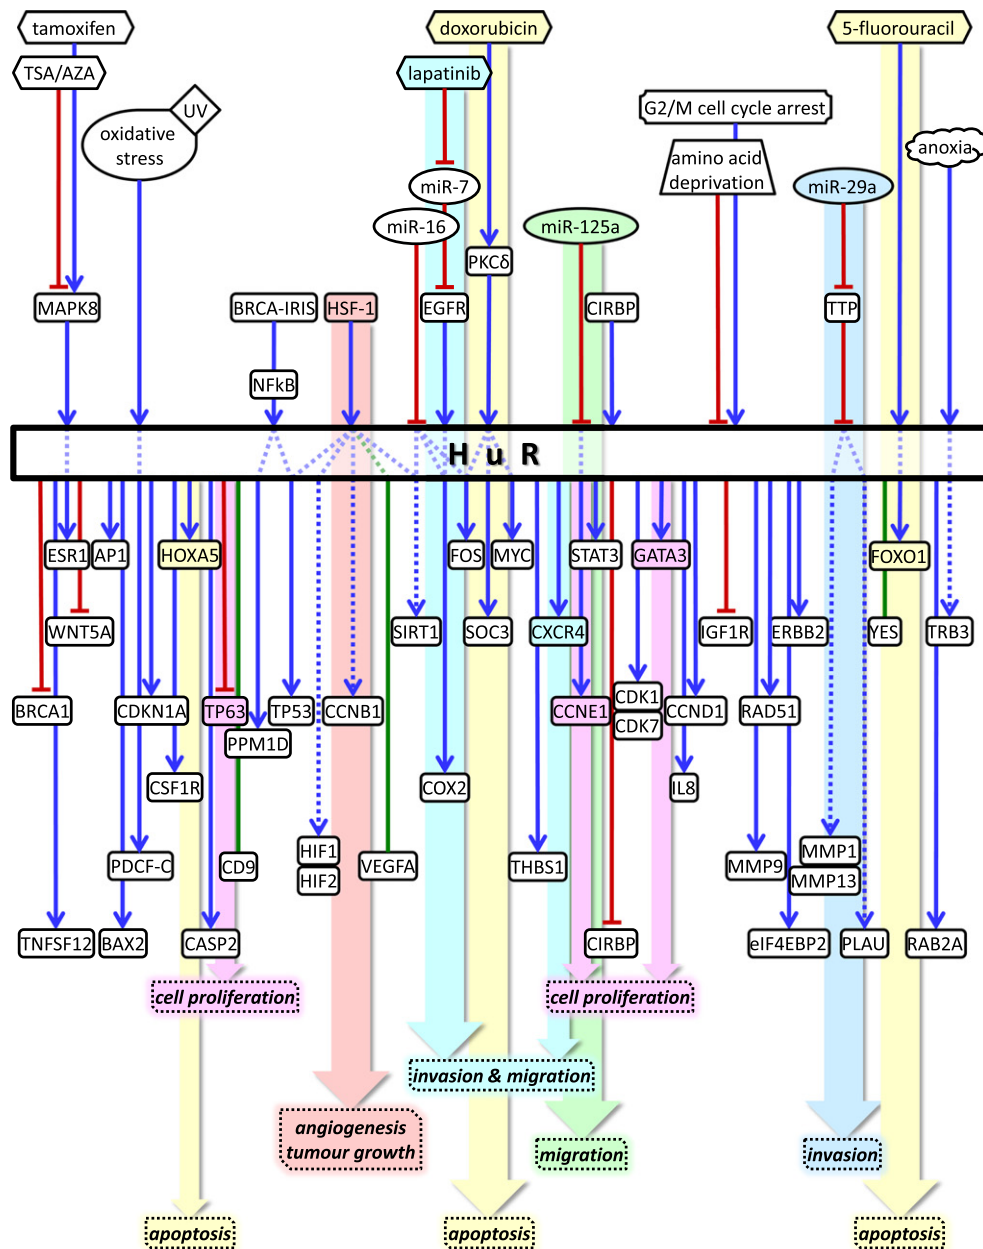 tamoxifen
doxorubicin
5-fluorouracil
TSA/AZA
lapatinib
UV
G2/M cell cycle arrest
oxidative
stress
anoxia
amino acid
deprivation
miR-7
miR-29a
miR-16
miR-125a
PKCδ
MAPK8
BRCA-IRIS
HSF-1
EGFR
CIRBP
TTP
NFkB
H u R
ESR1
AP1
HOXA5
FOS
MYC
STAT3
GATA3
FOXO1
WNT5A
SIRT1
SOC3
CXCR4
IGF1R
ERBB2
YES
TRB3
BRCA1
CDKN1A
TP63
TP53
CCNB1
CCNE1
CDK1
CDK7
CCND1
RAD51
PPM1D
CSF1R
COX2
IL8
PDCF-C
CD9
HIF1
HIF2
VEGFA
THBS1
MMP9
MMP1
MMP13
TNFSF12
BAX2
CASP2
CIRBP
eIF4EBP2
PLAU
RAB2A
cell proliferation
cell proliferation
invasion & migration
angiogenesis
tumour growth
migration
invasion
apoptosis
apoptosis
apoptosis